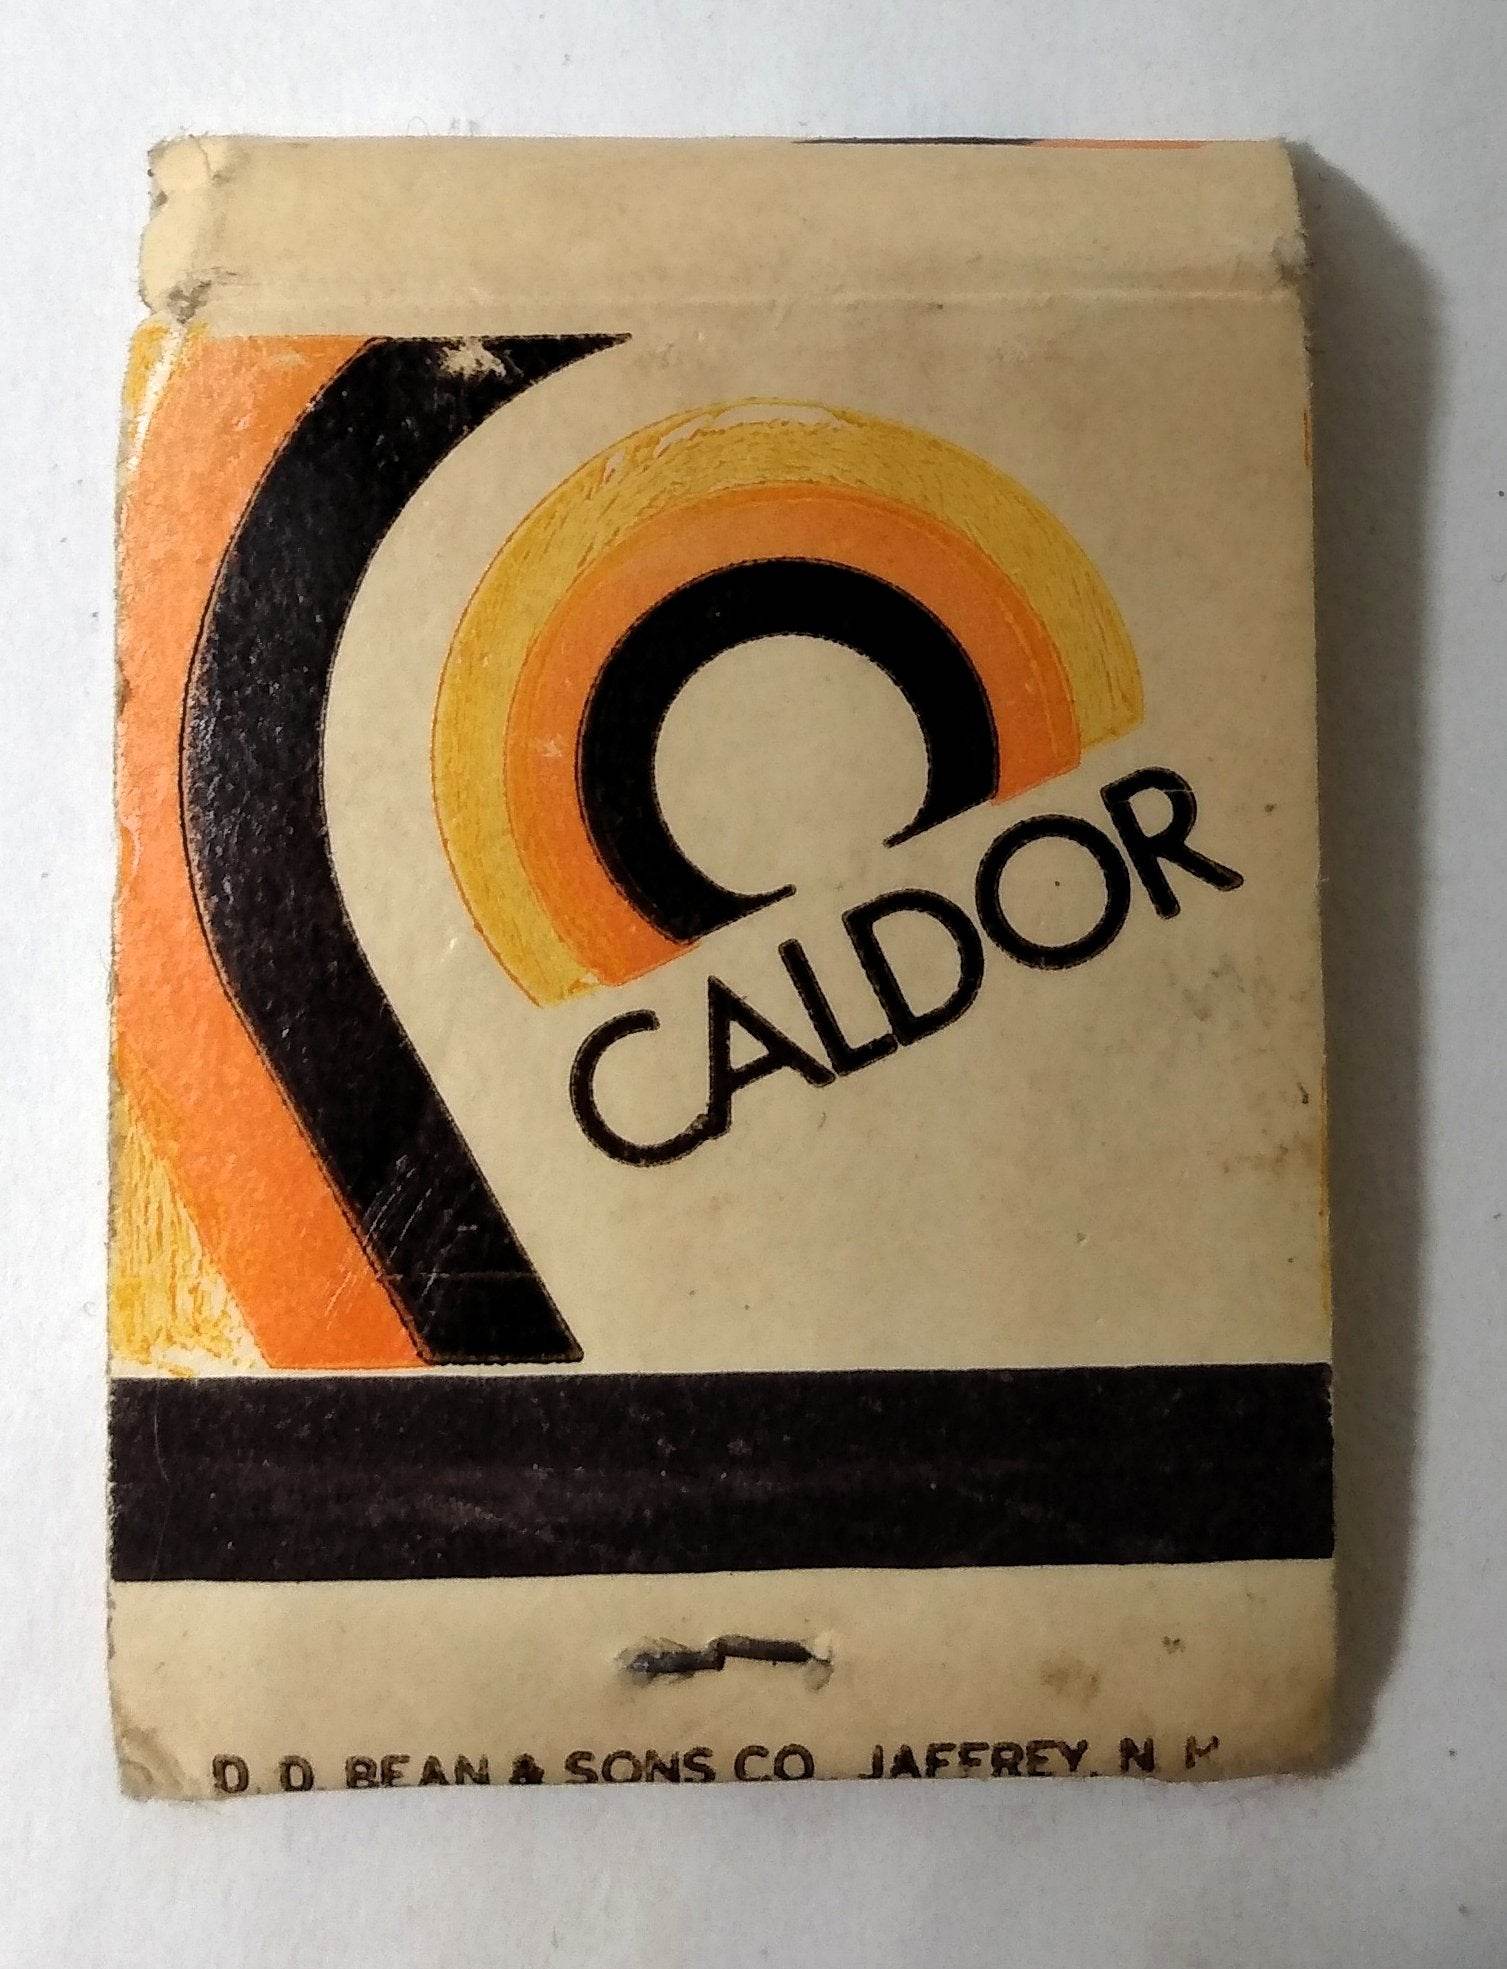 CALDOR
D. D. BEAN & SONS CO. JAFFREY, N. H.